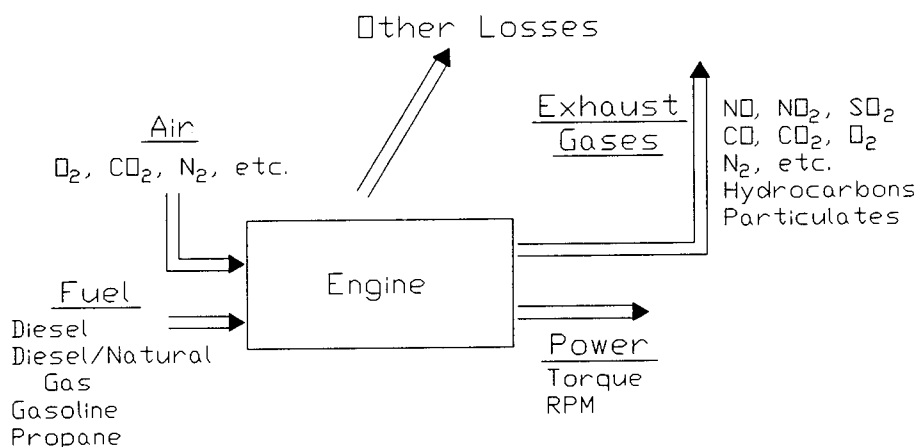 Other Losses
Air
O₂, CO₂, N₂, etc.
Exhaust
Gases
NO, NO₂, SO₂
CO, CO₂, O₂
N₂, etc.
Hydrocarbons
Particulates
Engine
Fuel
Diesel
Diesel/Natural
Gas
Gasoline
Propane
Power
Torque
RPM